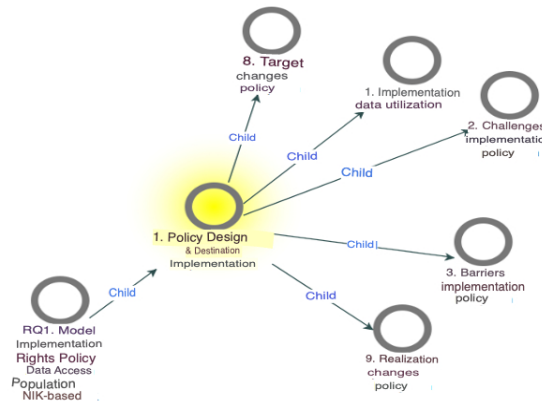 8. Target
changes
policy
1. Implementation
data utilization
2. Challenges
implementation
policy
Child
Child
Child
1. Policy Design
& Destination
Implementation
Child
3. Barriers
implementation
policy
Child
Child
RQ1. Model
Implementation
Rights Policy
Data Access
Population
NIK-based
9. Realization
changes
policy